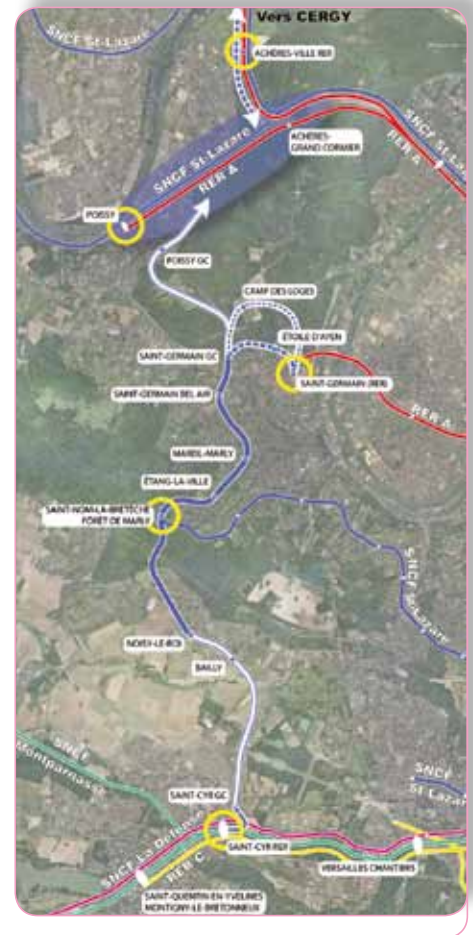 Vers CERGY
SNCF St-Lazare
ACHÈRES-VILLE RER
ACHÈRES-
GRAND CORMIER
SNCF St-Lazare
RER A
SNCF St-Lazare
RER A
POISSY
POISSY GC
CAMP DES LOGES
ÉTOILE D'AYEN
SAINT-GERMAIN GC
SAINT-GERMAIN (RER)
SAINT-GERMAIN BEL AIR
RER A
MAREIL-MARLY
ÉTANG-LA-VILLE
SAINT-NOM-LA-BRETÈCHE
FORÊT DE MARLY
SNCF St-Lazare
NOISY-LE-ROI
BAILLY
SNCF
Montparnasse
SNCF
St Lazar
SAINT-CYR GC
SNCF La Défense
RER C
SAINT-CYR RER
VERSAILLES CHANTIERS
SAINT-QUENTIN-EN-YVELINES
MONTIGNY-LE-BRETONNEUX